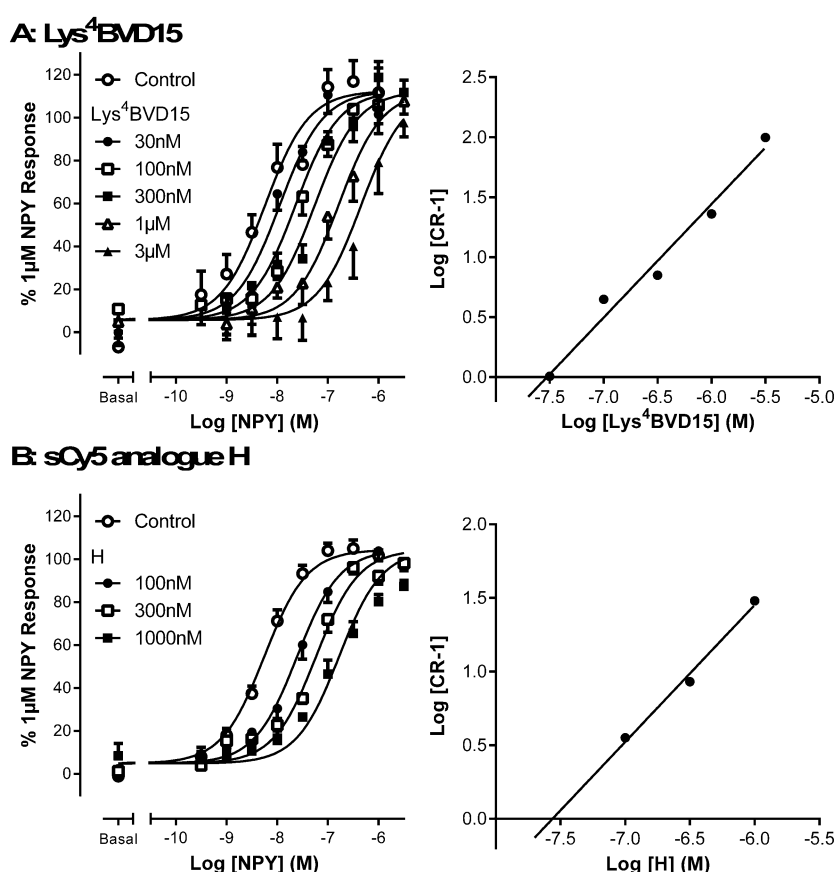 A: Lys4BVD15
120
100
80
60
40
20
0
% 1µM NPY Response
Control
Lys4BVD15
30nM
100nM
300nM
1µM
3µM
Basal
-10
-9
-8
-7
-6
Log [NPY] (M)
2.5
2.0
1.5
1.0
0.5
0.0
Log [CR-1]
-7.5
-7.0
-6.5
-6.0
-5.5
-5.0
Log [Lys4BVD15] (M)
B: sCy5 analogue H
120
100
80
60
40
20
0
% 1µM NPY Response
Control
H
100nM
300nM
1000nM
Basal
-10
-9
-8
-7
-6
Log [NPY] (M)
2.0
1.5
1.0
0.5
0.0
Log [CR-1]
-7.5
-7.0
-6.5
-6.0
-5.5
Log [H] (M)